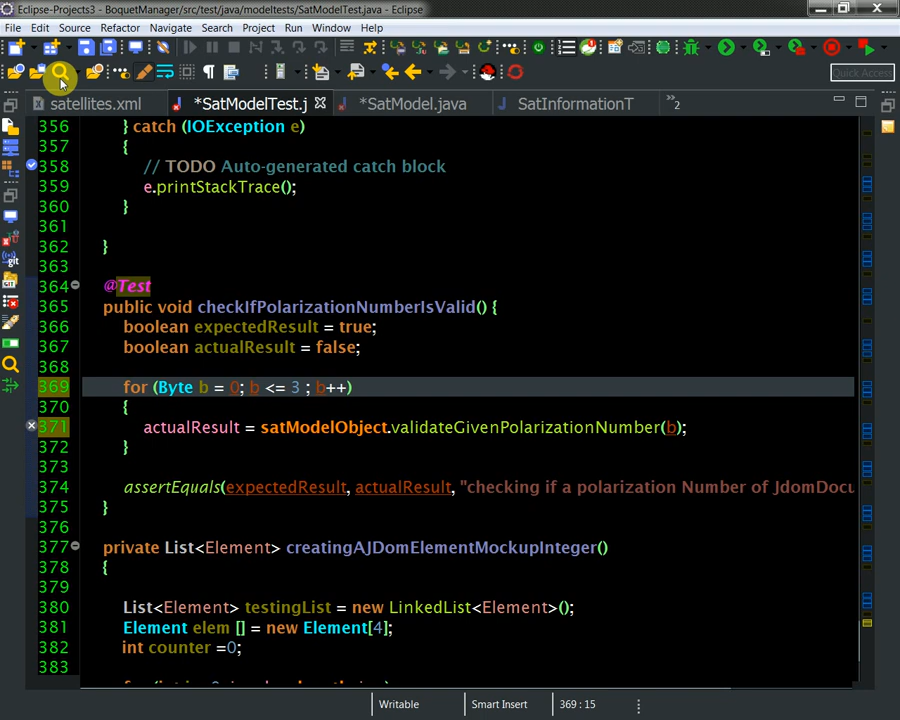 Eclipse-Projects3 - BoquetManager/src/test/java/modeltests/SatModelTest.java - Eclipse
File Edit Source Refactor Navigate Search Project Run Window Help
Quick Access
satellites.xml *SatModelTest.j *SatModel.java SatInformationT »2
356 } catch (IOException e)
357 {
358 // TODO Auto-generated catch block
359 e.printStackTrace();
360 }
361
362 }
363
364 @Test
365 public void checkIfPolarizationNumberIsValid() {
366 boolean expectedResult = true;
367 boolean actualResult = false;
368
369 for (Byte b = 0; b <= 3 ; b++)
370 {
371 actualResult = satModelObject.validateGivenPolarizationNumber(b);
372 }
373
374 assertEquals(expectedResult, actualResult, "checking if a polarization Number of JdomDocu
375 }
376
377 private List<Element> creatingAJDomElementMockupInteger()
378 {
379
380 List<Element> testingList = new LinkedList<Element>();
381 Element elem [] = new Element[4];
382 int counter =0;
383
Writable Smart Insert 369 : 15